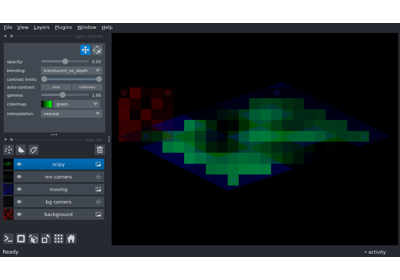 File View Layers Plugins Window Help
opacity: 0.50
blending: translucent_no_depth
contrast limits:
auto-contrast: once continuous
gamma: 1.00
colormap: green
interpolation: nearest
scipy
mv corners
moving
bg corners
background
Ready
activity